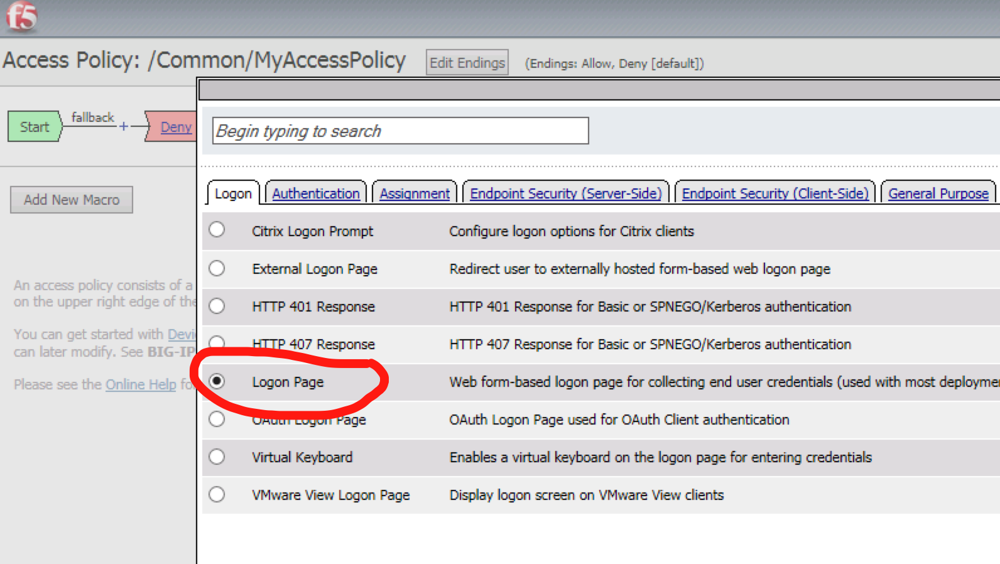 f5
Access Policy: /Common/MyAccessPolicy Edit Endings (Endings: Allow, Deny [default])
Start fallback + Deny
Add New Macro
An access policy consists of a
on the upper right edge of the
You can get started with
can later modify. See BIG-IP
Please see the Online Help
Begin typing to search
Logon Authentication Assignment Endpoint Security (Server-Side) Endpoint Security (Client-Side) General Purpose
Citrix Logon Prompt Configure logon options for Citrix clients
External Logon Page Redirect user to externally hosted form-based web logon page
HTTP 401 Response HTTP 401 Response for Basic or SPNEGO/Kerberos authentication
HTTP 407 Response HTTP 407 Response for Basic or SPNEGO/Kerberos authentication
Logon Page Web form-based logon page for collecting end user credentials (used with most
OAuth Logon Page OAuth Logon Page used for OAuth Client authentication
Virtual Keyboard Enables a virtual keyboard on the logon page for entering credentials
VMware View Logon Page Display logon screen on VMware View clients